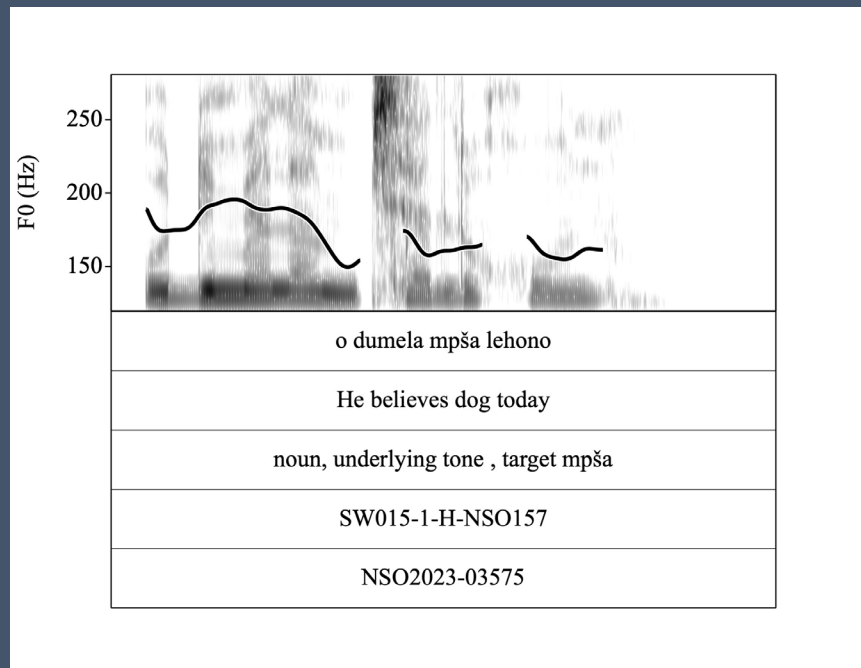 F0 (Hz)
250
200
150
o dumela mpša lehono
He believes dog today
noun, underlying tone , target mpša
SW015-1-H-NSO157
NSO2023-03575